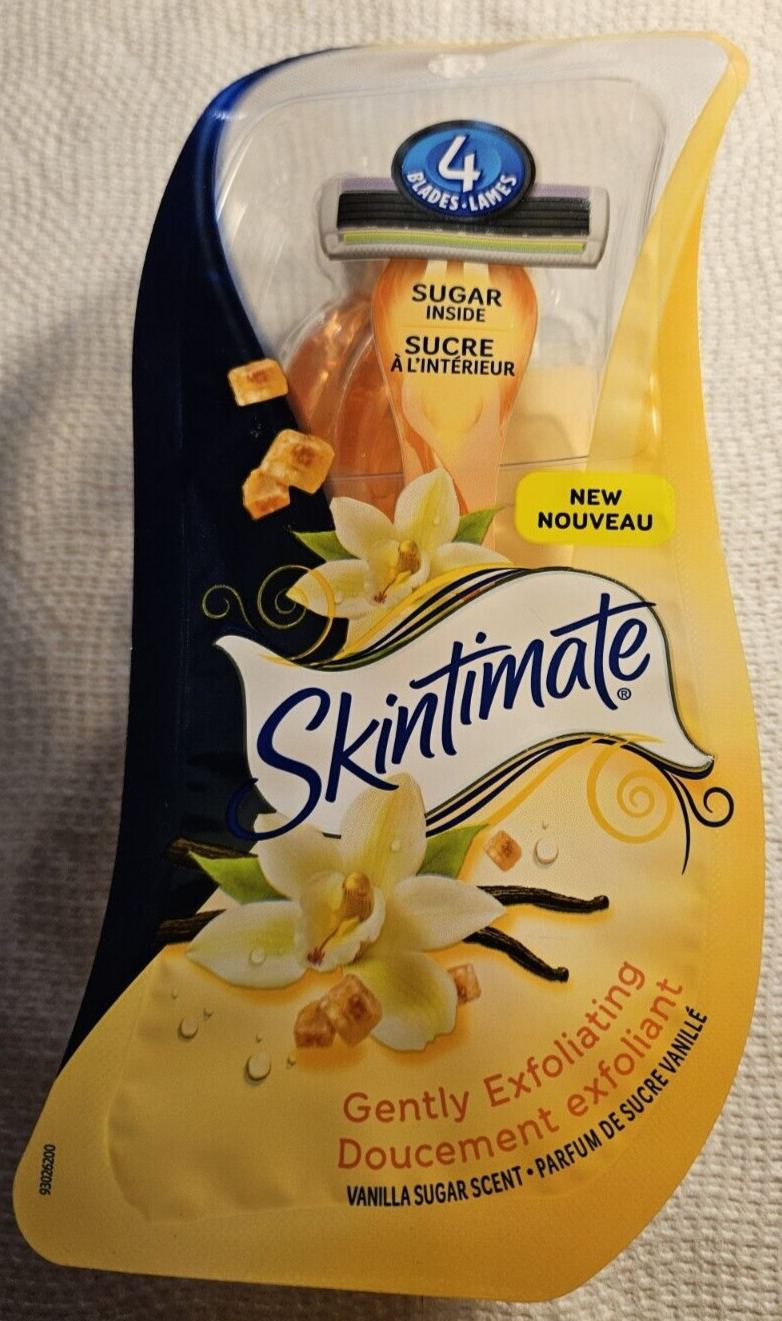 4
BLADES • LAMES
SUGAR
INSIDE
SUCRE
À L'INTÉRIEUR
NEW
NOUVEAU
Skintimate®
Gently Exfoliating
Doucement exfoliant
VANILLA SUGAR SCENT • PARFUM DE SUCRE VANILLÉ
93026200